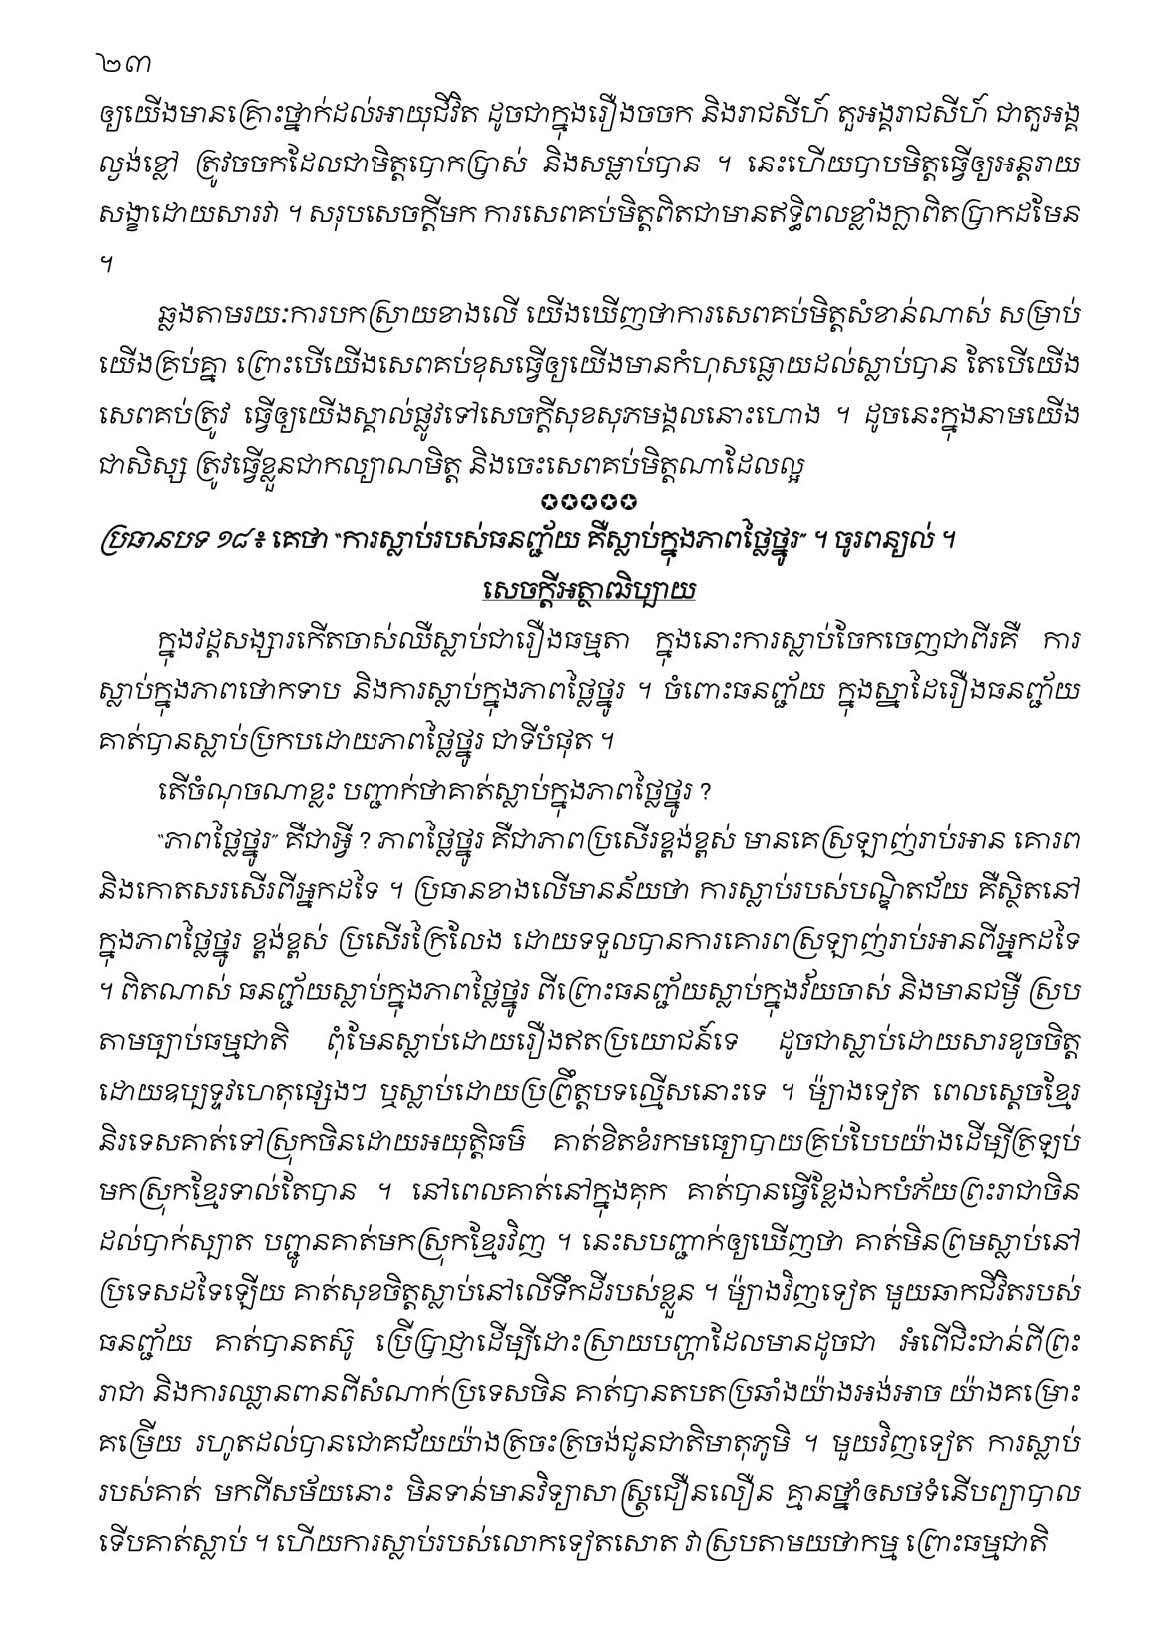 ២៣
ឲ្យយើងមានគ្រោះថ្នាក់ដល់អាយុជីវិត ដូចជាក្នុងរឿងចចក និងរាជសីហ៍ តួអង្គរាជសីហ៍ ជាតួអង្គ
ល្ងង់ខ្លៅ ត្រូវចចកដែលជាមិត្តបោកប្រាស់ និងសម្លាប់បាន ។ នេះហើយបាបមិត្តធ្វើឲ្យអន្តរាយ
សង្ខាដោយសារវា ។ សរុបសេចក្តីមក ការសេពគប់មិត្តពិតជាមានឥទ្ធិពលខ្លាំងក្លាពិតប្រាកដមែន
។
ឆ្លងតាមរយៈការបកស្រាយខាងលើ យើងឃើញថាការសេពគប់មិត្តសំខាន់ណាស់ សម្រាប់
យើងគ្រប់គ្នា ព្រោះបើយើងសេពគប់ខុសធ្វើឲ្យយើងមានកំហុសឆ្គោយដល់ស្លាប់បាន តែបើយើង
សេពគប់ត្រូវ ធ្វើឲ្យយើងស្គាល់ផ្លូវទៅសេចក្តីសុខសុភមង្គលនោះហោង ។ ដូចនេះក្នុងនាមយើង
ជាសិស្ស ត្រូវធ្វើខ្លួនជាកល្យាណមិត្ត និងចេះសេពគប់មិត្តណាដែលល្អ
✪✪✪✪✪
ប្រធានបទ ១៨៖ គេថា “ការស្លាប់របស់ធនញ្ជ័យ គឺស្លាប់ក្នុងភាពថ្លៃថ្នូរ” ។ ចូរពន្យល់ ។
សេចក្តីអត្ថាធិប្បាយ
ក្នុងវដ្តសង្សារកើតចាស់ឈឺស្លាប់ជារឿងធម្មតា ក្នុងនោះការស្លាប់ចែកចេញជាពីរគឺ ការ
ស្លាប់ក្នុងភាពថោកទាប និងការស្លាប់ក្នុងភាពថ្លៃថ្នូរ ។ ចំពោះធនញ្ជ័យ ក្នុងស្នាដៃរឿងធនញ្ជ័យ
គាត់បានស្លាប់ប្រកបដោយភាពថ្លៃថ្នូរ ជាទីបំផុត ។
តើចំណុចណាខ្លះ បញ្ជាក់ថាគាត់ស្លាប់ក្នុងភាពថ្លៃថ្នូរ ?
“ភាពថ្លៃថ្នូរ” គឺជាអ្វី ? ភាពថ្លៃថ្នូរ គឺជាភាពប្រសើរខ្ពង់ខ្ពស់ មានគេស្រឡាញ់រាប់អាន គោរព
និងកោតសរសើរពីអ្នកដទៃ ។ ប្រធានខាងលើមានន័យថា ការស្លាប់របស់បណ្ឌិតជ័យ គឺស្ថិតនៅ
ក្នុងភាពថ្លៃថ្នូរ ខ្ពង់ខ្ពស់ ប្រសើរក្រៃលែង ដោយទទួលបានការគោរពស្រឡាញ់រាប់អានពីអ្នកដទៃ
។ ពិតណាស់ ធនញ្ជ័យស្លាប់ក្នុងភាពថ្លៃថ្នូរ ពីព្រោះធនញ្ជ័យស្លាប់ក្នុងវ័យចាស់ និងមានជម្ងឺ ស្រប
តាមច្បាប់ធម្មជាតិ ពុំមែនស្លាប់ដោយរឿងឥតប្រយោជន៍ទេ ដូចជាស្លាប់ដោយសារខូចចិត្ត
ដោយឧប្បទ្ទវហេតុផ្សេងៗ ឬស្លាប់ដោយប្រព្រឹត្តបទល្មើសនោះទេ ។ ម៉្យាងទៀត ពេលស្តេចខ្មែរ
និរទេសគាត់ទៅស្រុកចិនដោយអយុត្តិធម៌ គាត់ខិតខំរកមធ្យោបាយគ្រប់បែបយ៉ាងដើម្បីត្រឡប់
មកស្រុកខ្មែរទាល់តែបាន ។ នៅពេលគាត់នៅក្នុងគុក គាត់បានធ្វើខ្លែងឯកបំភ័យព្រះរាជាចិន
ដល់បាក់ស្បាត បញ្ជូនគាត់មកស្រុកខ្មែរវិញ ។ នេះសបញ្ជាក់ឲ្យឃើញថា គាត់មិនព្រមស្លាប់នៅ
ប្រទេសដទៃឡើយ គាត់សុខចិត្តស្លាប់នៅលើទឹកដីរបស់ខ្លួន ។ ម៉្យាងវិញទៀត មួយឆាកជីវិតរបស់
ធនញ្ជ័យ គាត់បានតស៊ូ ប្រើប្រាជ្ញាដើម្បីដោះស្រាយបញ្ហាដែលមានដូចជា អំពើជិះជាន់ពីព្រះ
រាជា និងការឈ្លានពានពីសំណាក់ប្រទេសចិន គាត់បានតបតប្រឆាំងយ៉ាងអង់អាច យ៉ាងគម្រោះ
គម្រើយ រហូតដល់បានជោគជ័យយ៉ាងត្រចះត្រចង់ជូនជាតិមាតុភូមិ ។ មួយវិញទៀត ការស្លាប់
របស់គាត់ មកពីសម័យនោះ មិនទាន់មានវិទ្យាសាស្ត្រជឿនលឿន គ្មានថ្នាំឲសថទំនើបព្យាបាល
ទើបគាត់ស្លាប់ ។ ហើយការស្លាប់របស់លោកទៀតសោត វាស្របតាមយថាកម្ម ព្រោះធម្មជាតិ